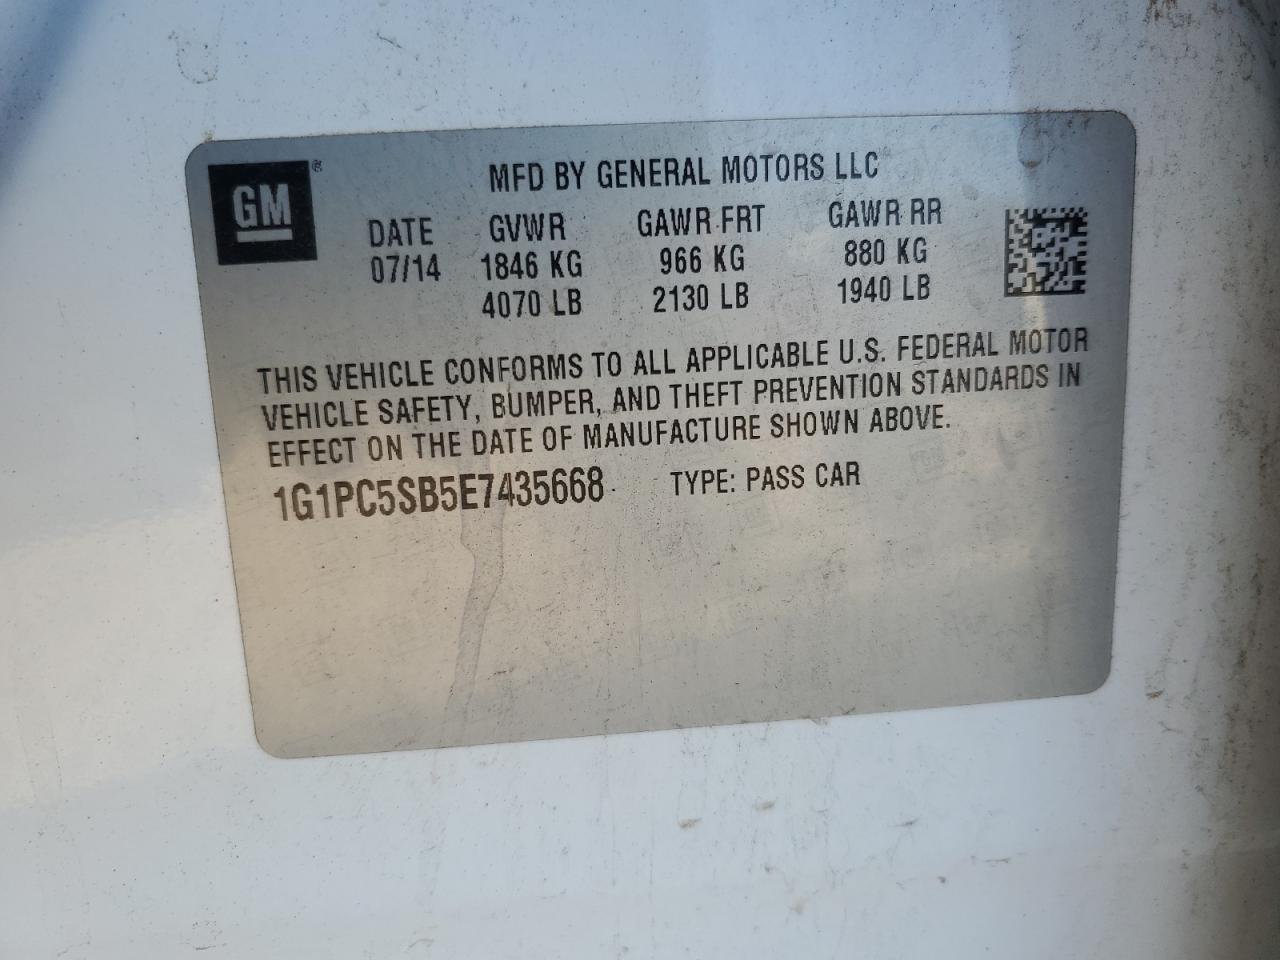 GM ®
MFD BY GENERAL MOTORS LLC
DATE GVWR GAWR FRT GAWR RR
07/14 1846 KG 966 KG 880 KG
4070 LB 2130 LB 1940 LB
THIS VEHICLE CONFORMS TO ALL APPLICABLE U.S. FEDERAL MOTOR
VEHICLE SAFETY, BUMPER, AND THEFT PREVENTION STANDARDS IN
EFFECT ON THE DATE OF MANUFACTURE SHOWN ABOVE.
1G1PC5SB5E7435668 TYPE: PASS CAR